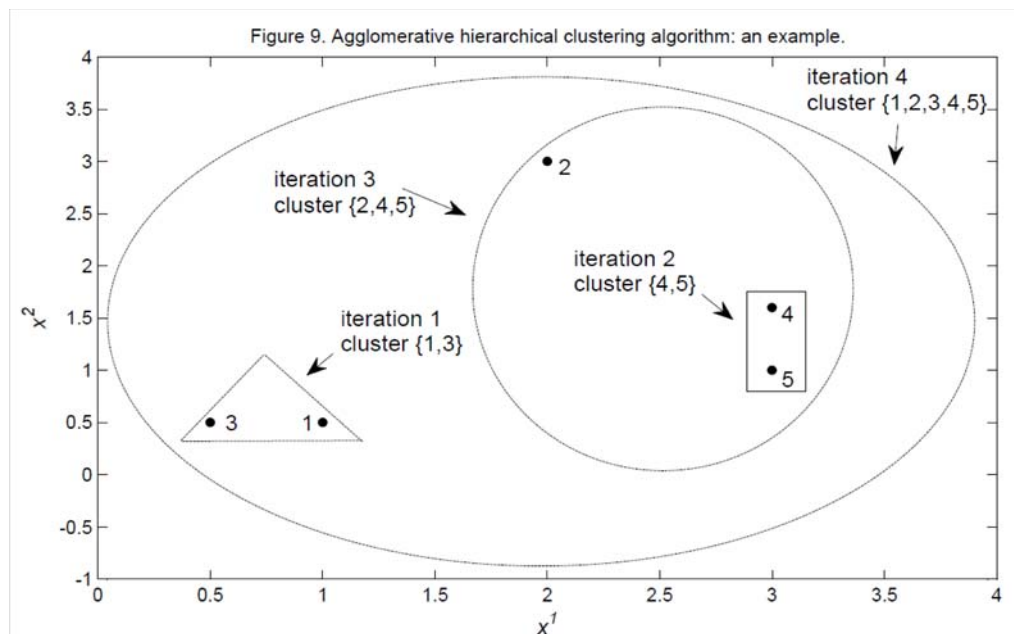 Figure 9. Agglomerative hierarchical clustering algorithm: an example.
iteration 4
cluster {1,2,3,4,5}
iteration 3
cluster {2,4,5}
2
iteration 2
cluster {4,5}
4
5
iteration 1
cluster {1,3}
3
1
4
3.5
3
2.5
2
1.5
1
0.5
0
-0.5
-1
x²
0
0.5
1
1.5
2
2.5
3
3.5
4
x¹